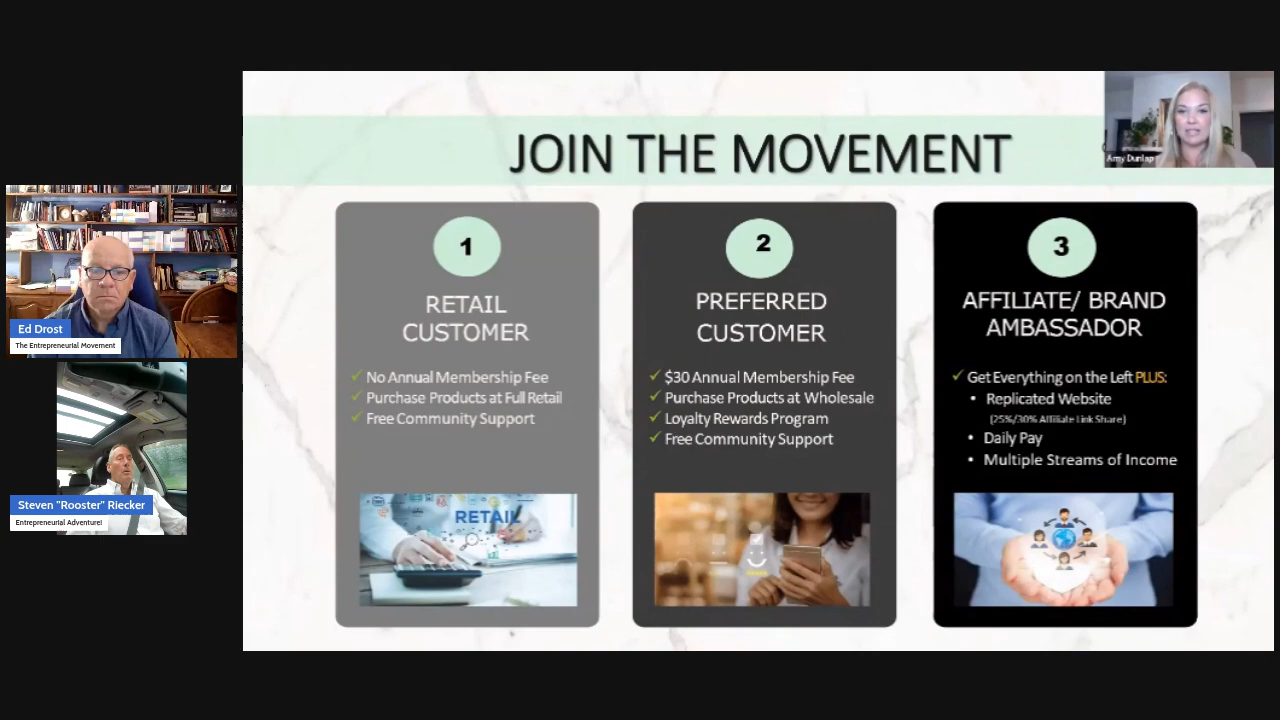 JOIN THE MOVEMENT
Amy Dunlap
Ed Drost
The Entrepreneurial Movement
Steven "Rooster" Riecker
Entrepreneurial Adventure!
1
RETAIL
CUSTOMER
No Annual Membership Fee
Purchase Products at Full Retail
Free Community Support
RETAIL
2
PREFERRED
CUSTOMER
$30 Annual Membership Fee
Purchase Products at Wholesale
Loyalty Rewards Program
Free Community Support
3
AFFILIATE/ BRAND
AMBASSADOR
Get Everything on the Left PLUS:
• Replicated Website
(25%/30% Affiliate Link Share)
• Daily Pay
• Multiple Streams of Income